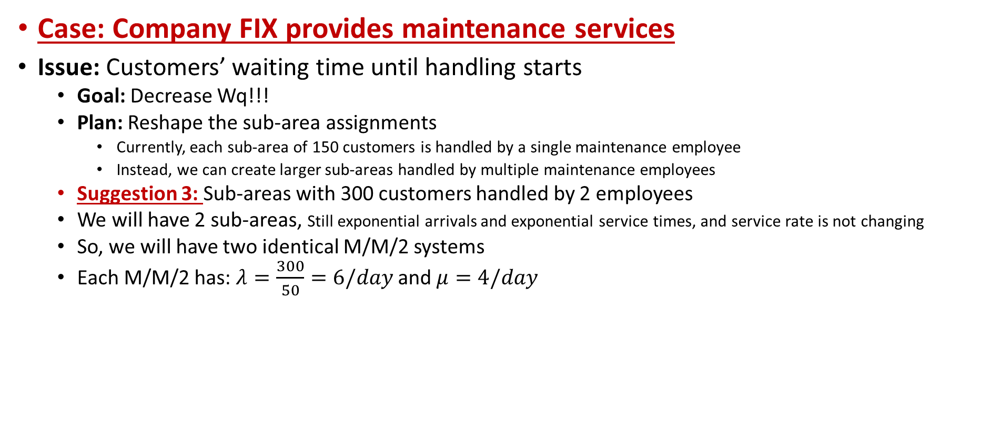 • Case: Company FIX provides maintenance services
• Issue: Customers’ waiting time until handling starts
• Goal: Decrease Wq!!!
• Plan: Reshape the sub-area assignments
• Currently, each sub-area of 150 customers is handled by a single maintenance employee
• Instead, we can create larger sub-areas handled by multiple maintenance employees
• Suggestion 3: Sub-areas with 300 customers handled by 2 employees
• We will have 2 sub-areas, Still exponential arrivals and exponential service times, and service rate is not changing
• So, we will have two identical M/M/2 systems
• Each M/M/2 has: λ = 300/50 = 6/day and μ = 4/day